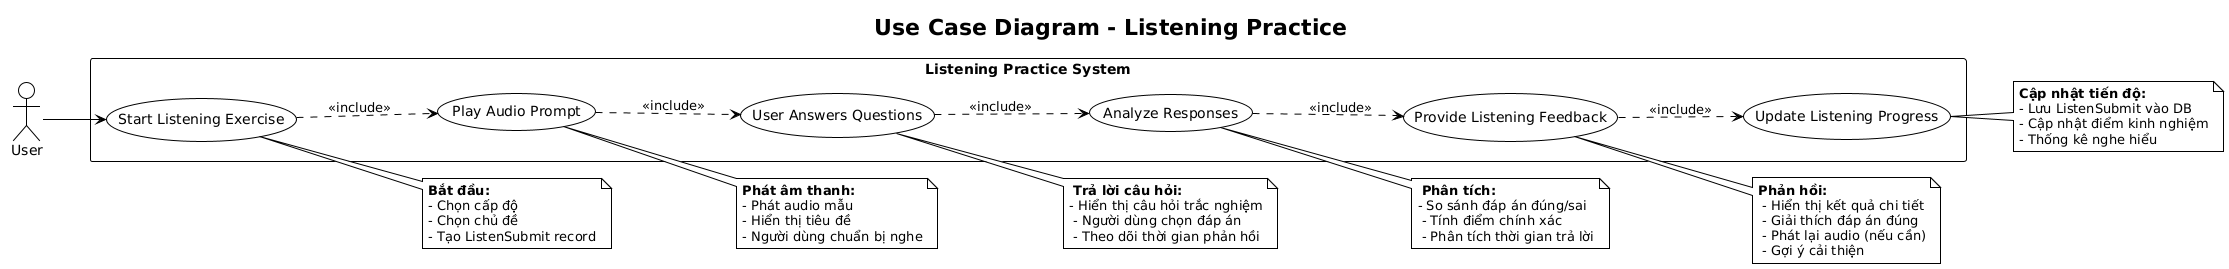 Use Case Diagram - Listening Practice
Listening Practice System
User
Start Listening Exercise
«include»
Play Audio Prompt
«include»
User Answers Questions
«include»
Analyze Responses
«include»
Provide Listening Feedback
«include»
Update Listening Progress
Cập nhật tiến độ:
- Lưu ListenSubmit vào DB
- Cập nhật điểm kinh nghiệm
- Thống kê nghe hiểu
Bắt đầu:
- Chọn cấp độ
- Chọn chủ đề
- Tạo ListenSubmit record
Phát âm thanh:
- Phát audio mẫu
- Hiển thị tiêu đề
- Người dùng chuẩn bị nghe
Trả lời câu hỏi:
- Hiển thị câu hỏi trắc nghiệm
- Người dùng chọn đáp án
- Theo dõi thời gian phản hồi
Phân tích:
- So sánh đáp án đúng/sai
- Tính điểm chính xác
- Phân tích thời gian trả lời
Phản hồi:
- Hiển thị kết quả chi tiết
- Giải thích đáp án đúng
- Phát lại audio (nếu cần)
- Gợi ý cải thiện